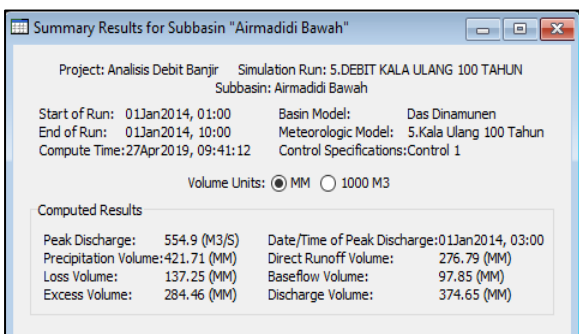 Summary Results for Subbasin "Airmadidi Bawah"
Project: Analisis Debit Banjir Simulation Run: 5.DEBIT KALA ULANG 100 TAHUN
Subbasin: Airmadidi Bawah
Start of Run: 01Jan2014, 01:00 Basin Model: Das Dinamunen
End of Run: 01Jan2014, 10:00 Meteorologic Model: 5.Kala Ulang 100 Tahun
Compute Time:27Apr2019, 09:41:12 Control Specifications:Control 1
Volume Units: MM 1000 M3
Computed Results
Peak Discharge: 554.9 (M3/S) Date/Time of Peak Discharge:01Jan2014, 03:00
Precipitation Volume:421.71 (MM) Direct Runoff Volume: 276.79 (MM)
Loss Volume: 137.25 (MM) Baseflow Volume: 97.85 (MM)
Excess Volume: 284.46 (MM) Discharge Volume: 374.65 (MM)